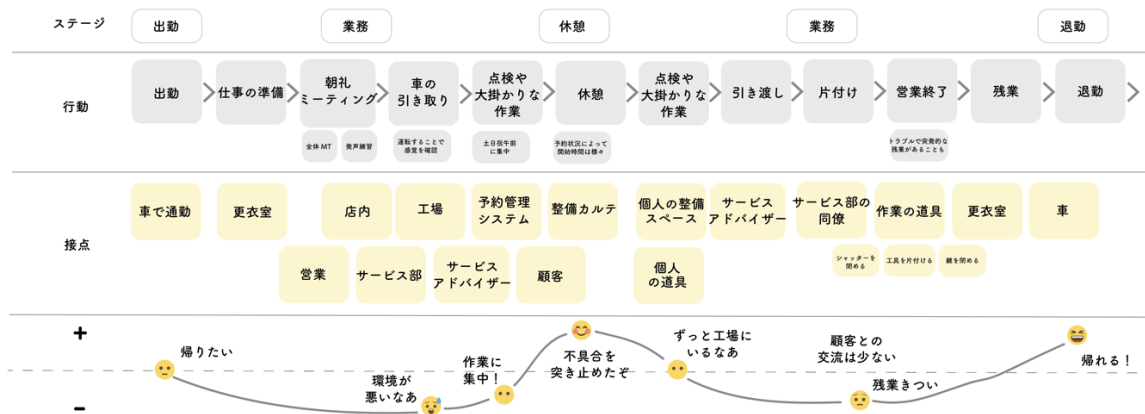 ステージ
出勤
業務
休憩
業務
退勤
行動
出勤
仕事の準備
朝礼
ミーティング
車の
引き取り
点検や
大掛かりな
作業
休憩
点検や
大掛かりな
作業
引き渡し
片付け
営業終了
残業
退勤
全体 MT
発声練習
運転することで
感覚を確認
土日祝午前
に集中
予約状況によって
開始時間は様々
トラブルで突発的な
残業があることも
接点
車で通勤
更衣室
店内
工場
予約管理
システム
整備カルテ
個人の整備
スペース
サービス
アドバイザー
サービス部の
同僚
作業の道具
更衣室
車
営業
サービス部
サービス
アドバイザー
顧客
個人
の道具
シャッターを
閉める
工具を片付ける
鍵を閉める
+
帰りたい
環境が
悪いなあ
作業に
集中！
不具合を
突き止めたぞ
ずっと工場に
いるなあ
顧客との
交流は少ない
残業きつい
帰れる！
−